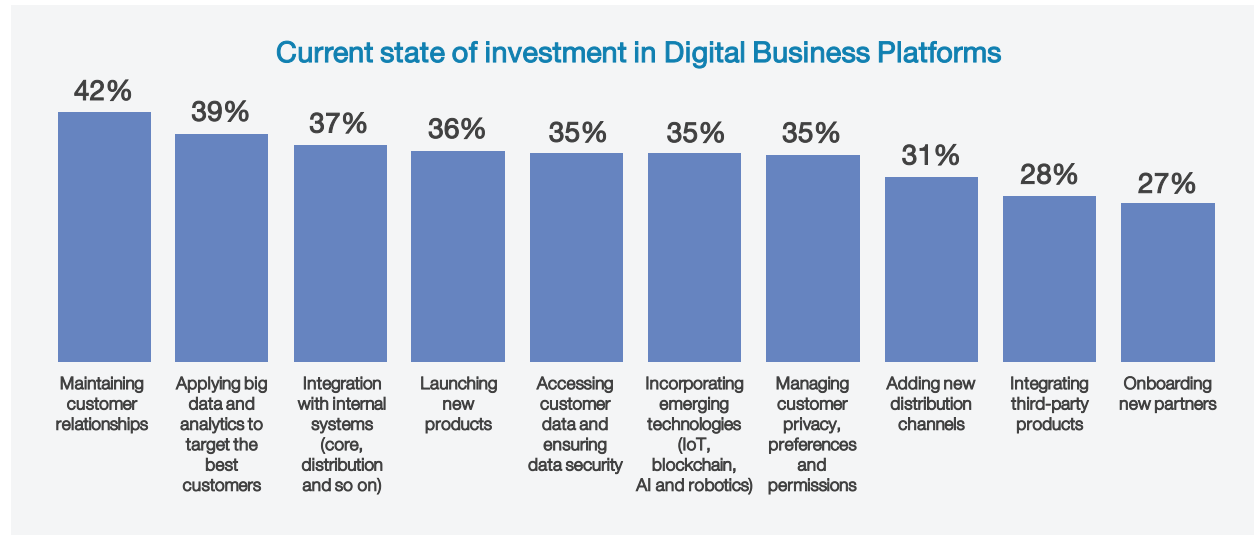 Current state of investment in Digital Business Platforms
42%
39%
37%
36%
35%
35%
35%
31%
28%
27%
Maintaining
customer
relationships
Applying big
data and
analytics to
target the
best
customers
Integration
with internal
systems
(core,
distribution
and so on)
Launching
new
products
Accessing
customer
data and
ensuring
data security
Incorporating
emerging
technologies
(IoT,
blockchain,
AI and robotics)
Managing
customer
privacy,
preferences
and
permissions
Adding new
distribution
channels
Integrating
third-party
products
Onboarding
new partners